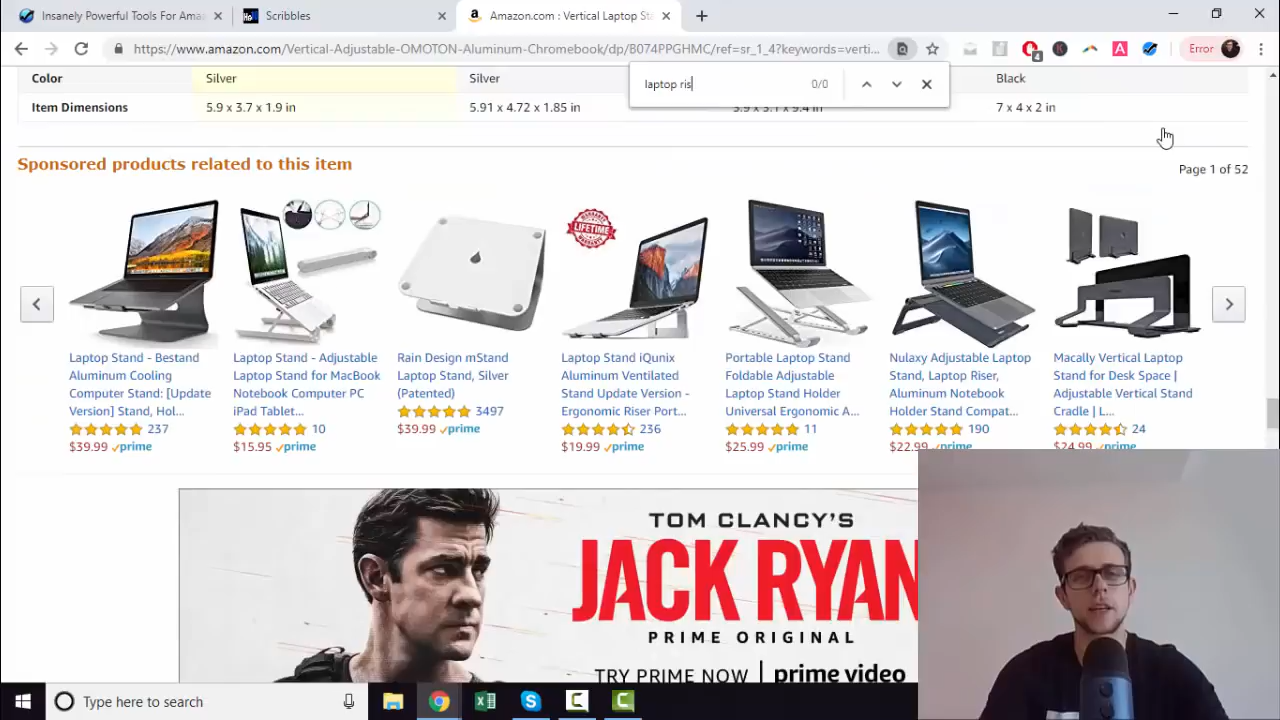 Insanely Powerful Tools For Ama
Scribbles
Amazon.com : Vertical Laptop Sta
https://www.amazon.com/Vertical-Adjustable-OMOTON-Aluminum-Chromebook/dp/B074PPGHMC/ref=sr_1_4?keywords=verti...
4
Error
laptop ris
0/0
Color
Silver
Silver
Black
Item Dimensions
5.9 x 3.7 x 1.9 in
5.91 x 4.72 x 1.85 in
5.9 x 3.1 x 9.4 in
7 x 4 x 2 in
Sponsored products related to this item
Page 1 of 52
LIFETIME
Laptop Stand - Bestand
Aluminum Cooling
Computer Stand: [Update
Version] Stand, Hol...
237
$39.99 prime
Laptop Stand - Adjustable
Laptop Stand for MacBook
Notebook Computer PC
iPad Tablet...
10
$15.95 prime
Rain Design mStand
Laptop Stand, Silver
(Patented)
3497
$39.99 prime
Laptop Stand iQunix
Aluminum Ventilated
Stand Update Version -
Ergonomic Riser Port...
236
$19.99 prime
Portable Laptop Stand
Foldable Adjustable
Laptop Stand Holder
Universal Ergonomic A...
11
$25.99 prime
Nulaxy Adjustable Laptop
Stand, Laptop Riser,
Aluminum Notebook
Holder Stand Compat...
190
$22.99 prime
Macally Vertical Laptop
Stand for Desk Space |
Adjustable Vertical Stand
Cradle | L...
24
$24.99 prime
TOM CLANCY'S
JACK RYAN
PRIME ORIGINAL
TRY PRIME NOW | prime video
Type here to search